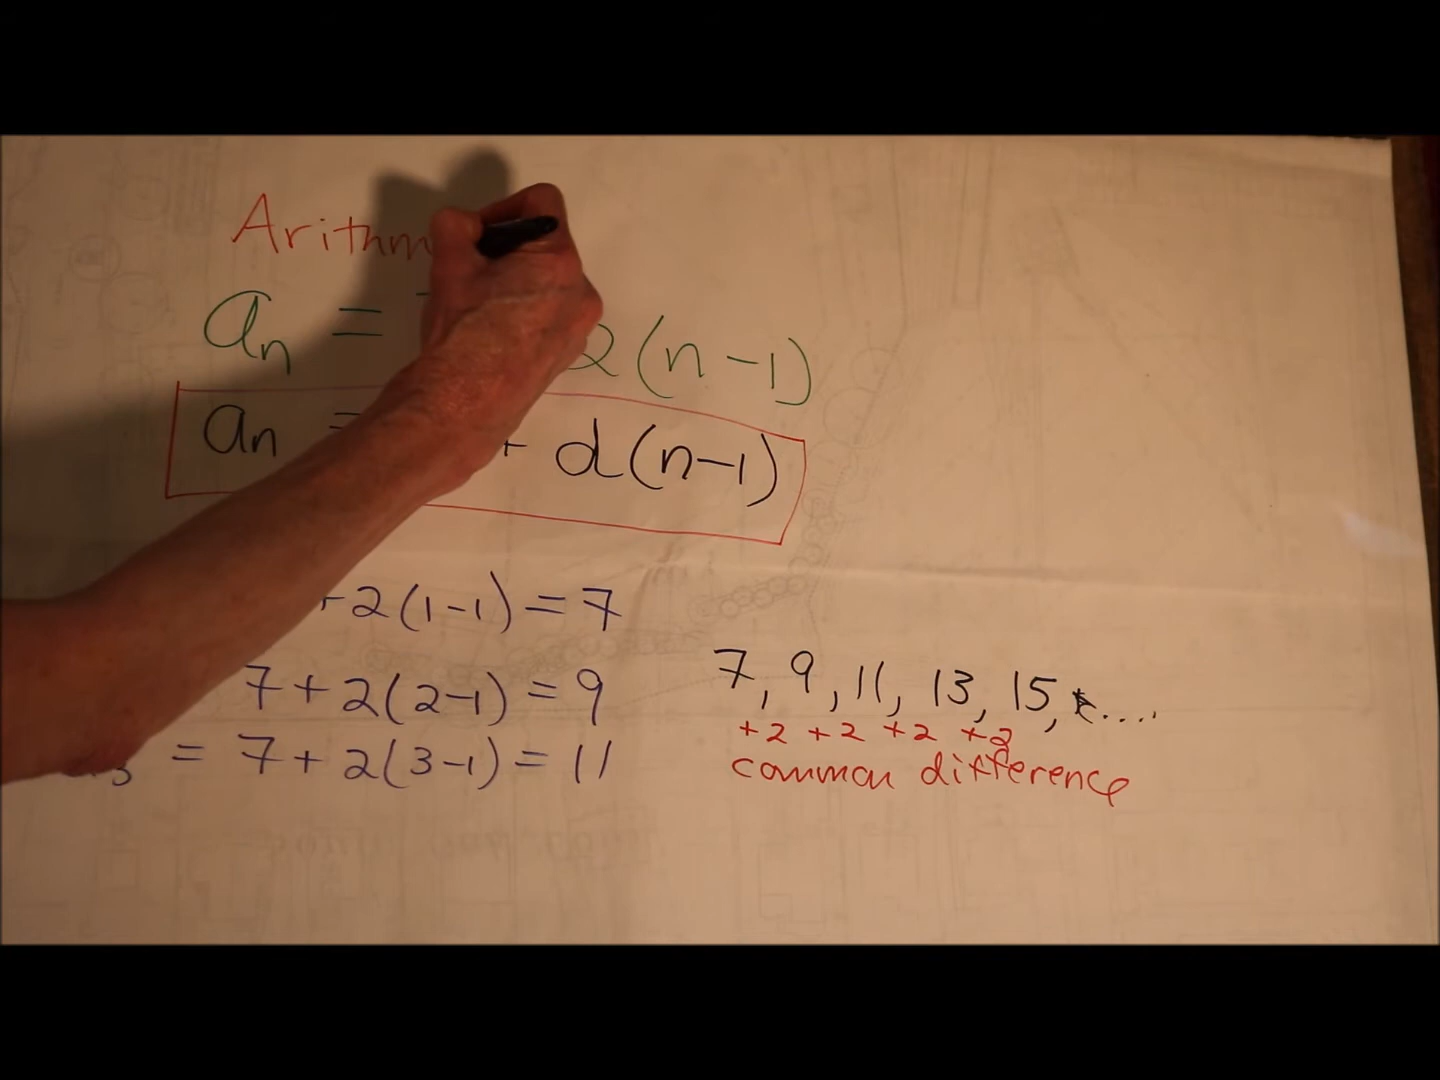 Arithm
an = 2(n-1)
an = + d(n-1)
+2(1-1) = 7
7+2(2-1) = 9
7, 9, 11, 13, 15, ....
+2 +2 +2 +2
= 7+2(3-1) = 11
common difference